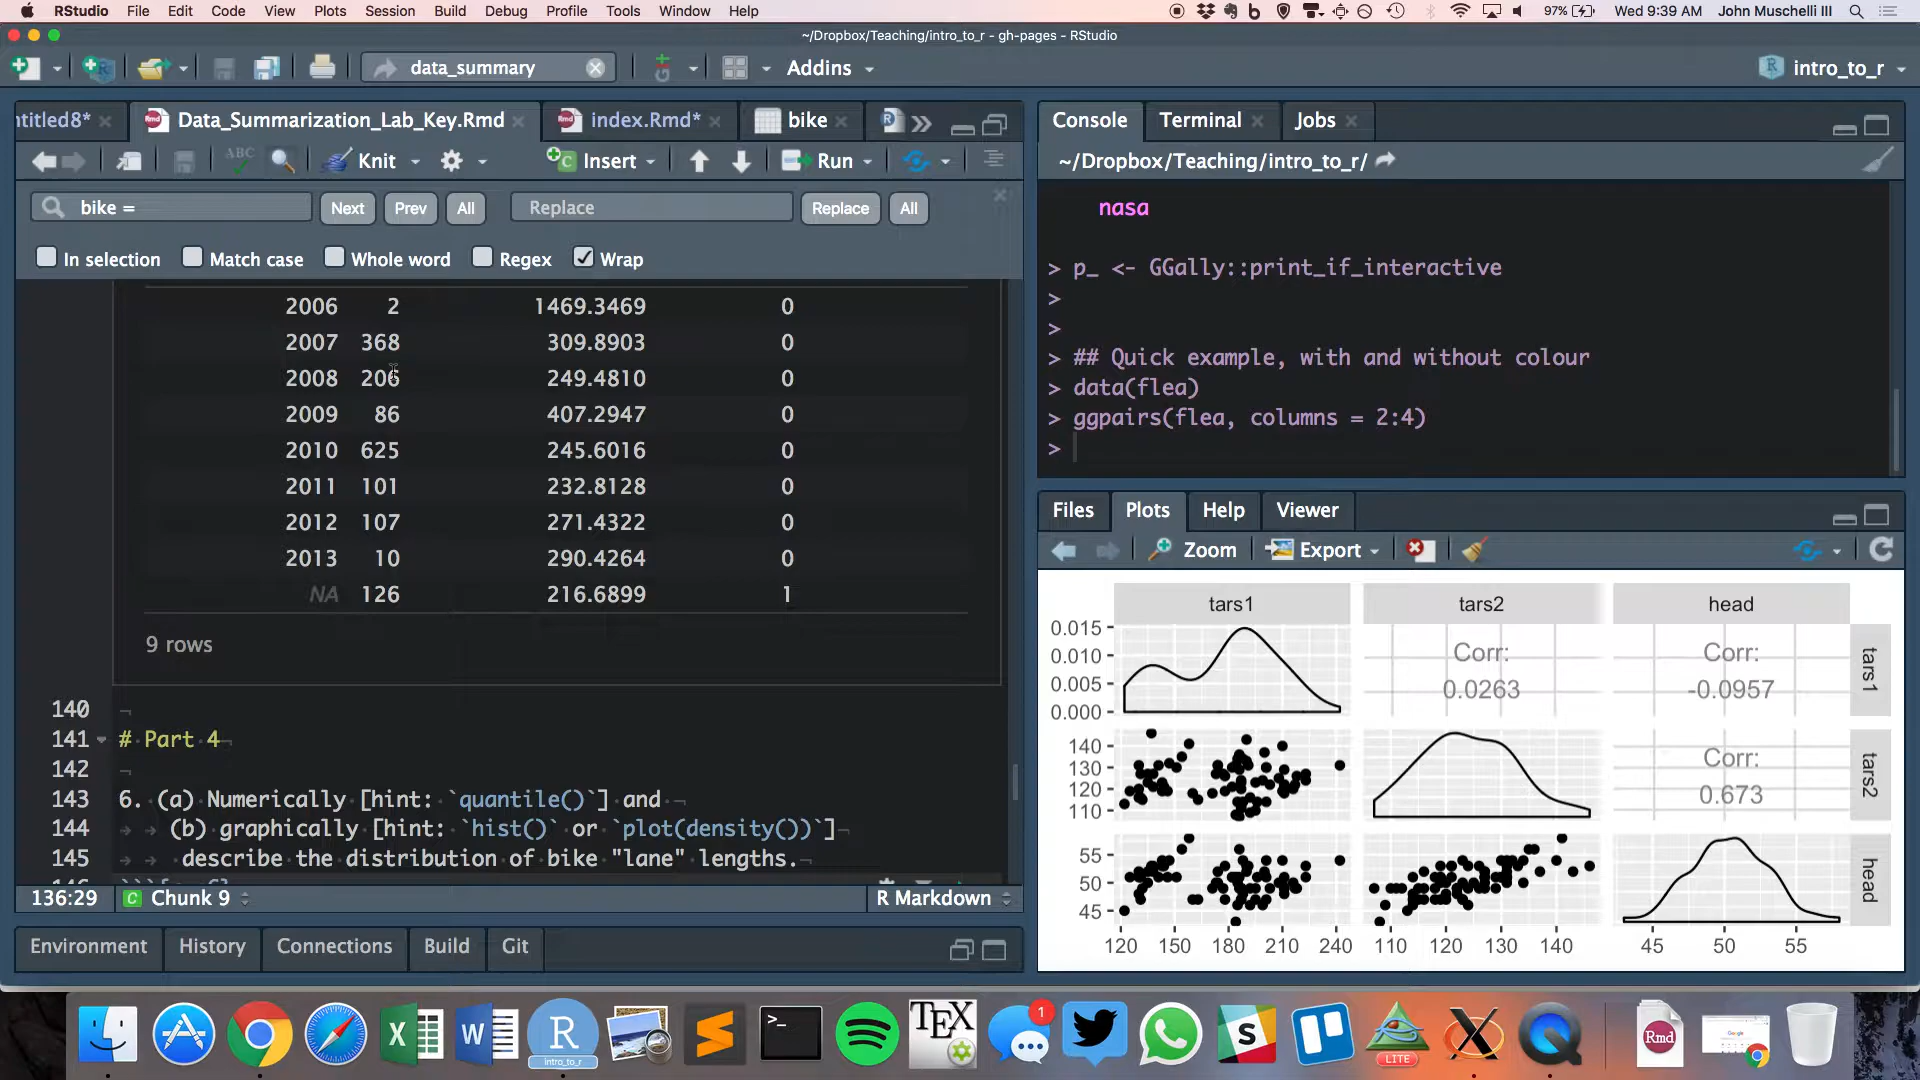 RStudio File Edit Code View Plots Session Build Debug Profile Tools Window Help 97% Wed 9:39 AM John Muschelli III
~/Dropbox/Teaching/intro_to_r - gh-pages - RStudio
data_summary Addins intro_to_r
ntitled8* Data_Summarization_Lab_Key.Rmd index.Rmd* bike
ABC Knit Insert Run
bike = Next Prev All Replace Replace All
In selection Match case Whole word Regex Wrap
2006 2 1469.3469 0
2007 368 309.8903 0
2008 206 249.4810 0
2009 86 407.2947 0
2010 625 245.6016 0
2011 101 232.8128 0
2012 107 271.4322 0
2013 10 290.4264 0
NA 126 216.6899 1
9 rows
140
141 # Part 4
142
143 6. (a) Numerically [hint: `quantile()`] and
144 (b) graphically [hint: `hist()` or `plot(density())`]
145 describe the distribution of bike "lane" lengths.
136:29 Chunk 9 R Markdown
Environment History Connections Build Git
Console Terminal Jobs
~/Dropbox/Teaching/intro_to_r/
nasa
> p_ <- GGally::print_if_interactive
>
>
> ## Quick example, with and without colour
> data(flea)
> ggpairs(flea, columns = 2:4)
>
Files Plots Help Viewer
Zoom Export
tars1 tars2 head
0.015
0.010
0.005
0.000
Corr:
0.0263
Corr:
-0.0957
tars1
140
130
120
110
Corr:
0.673
tars2
55
50
45
head
120 150 180 210 240 110 120 130 140 45 50 55
R
intro_to_r
TEX
1
LITE
Rmd
Google